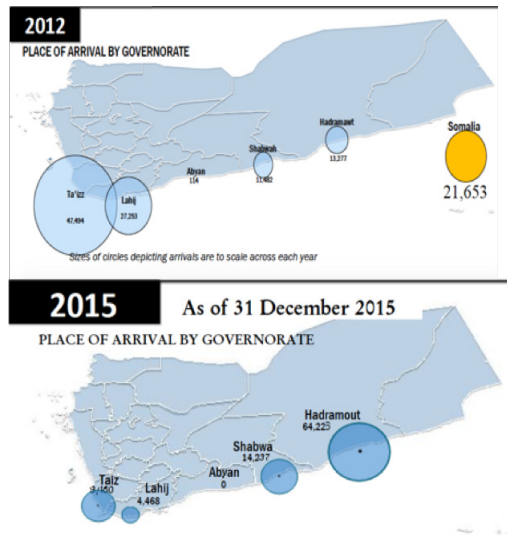 2012
PLACE OF ARRIVAL BY GOVERNORATE
Hadramawt
13,277
Somalia
21,653
Shabwah
11,482
Abyan
114
Ta'izz
47,494
Lahij
27,253
Sizes of circles depicting arrivals are to scale across each year
2015
As of 31 December 2015
PLACE OF ARRIVAL BY GOVERNORATE
Hadramout
64,225
Shabwa
14,237
Abyan
0
Taiz
Lahij
4,468